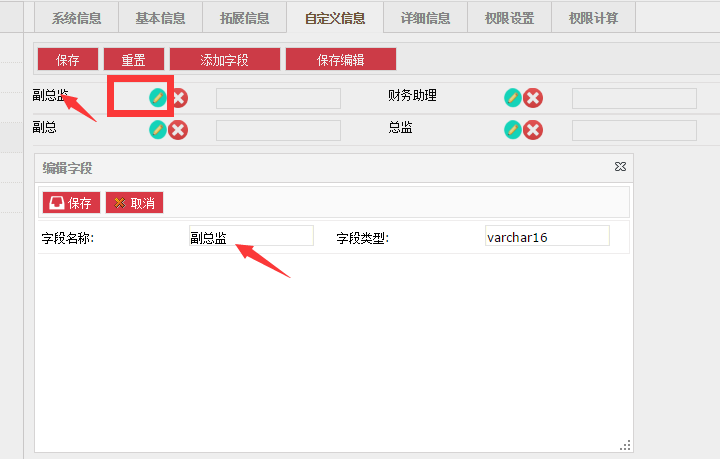 系统信息 基本信息 拓展信息 自定义信息 详细信息 权限设置 权限计算
保存 重置 添加字段 保存编辑
副总监 财务助理
副总 总监
编辑字段
保存 取消
字段名称: 副总监 字段类型: varchar16